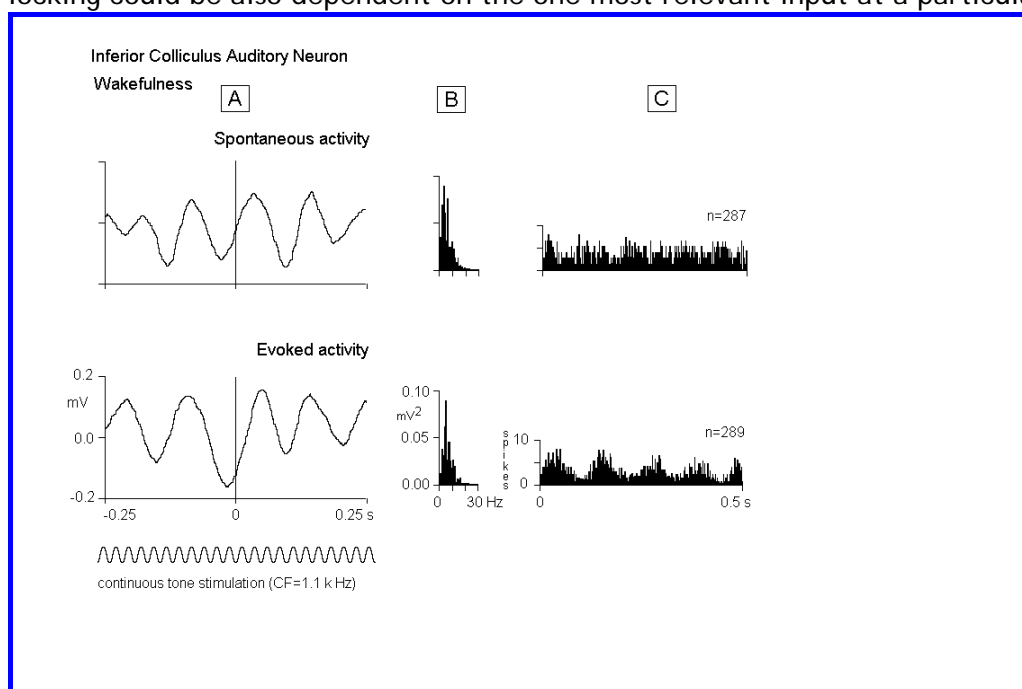 locking could be also dependent on the one most relevant input at a particul
Inferior Colliculus Auditory Neuron
Wakefulness
A
B
C
Spontaneous activity
n=287
Evoked activity
0.2
mV
0.0
-0.2
-0.25 0 0.25 s
0.10
mV2
0.05
0.00
0 30 Hz
spikes
10
0
n=289
0 0.5 s
continuous tone stimulation (CF=1.1 k Hz)